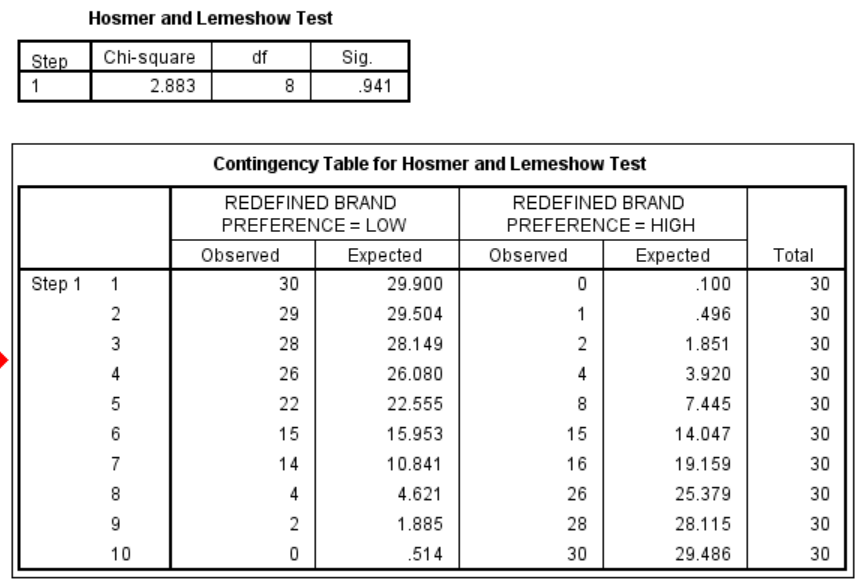 Hosmer and Lemeshow Test
Step Chi-square df Sig.
1 2.883 8 .941
Contingency Table for Hosmer and Lemeshow Test
REDEFINED BRAND REDEFINED BRAND
PREFERENCE = LOW PREFERENCE = HIGH
Observed Expected Observed Expected Total
Step 1 1 30 29.900 0 .100 30
2 29 29.504 1 .496 30
3 28 28.149 2 1.851 30
4 26 26.080 4 3.920 30
5 22 22.555 8 7.445 30
6 15 15.953 15 14.047 30
7 14 10.841 16 19.159 30
8 4 4.621 26 25.379 30
9 2 1.885 28 28.115 30
10 0 .514 30 29.486 30